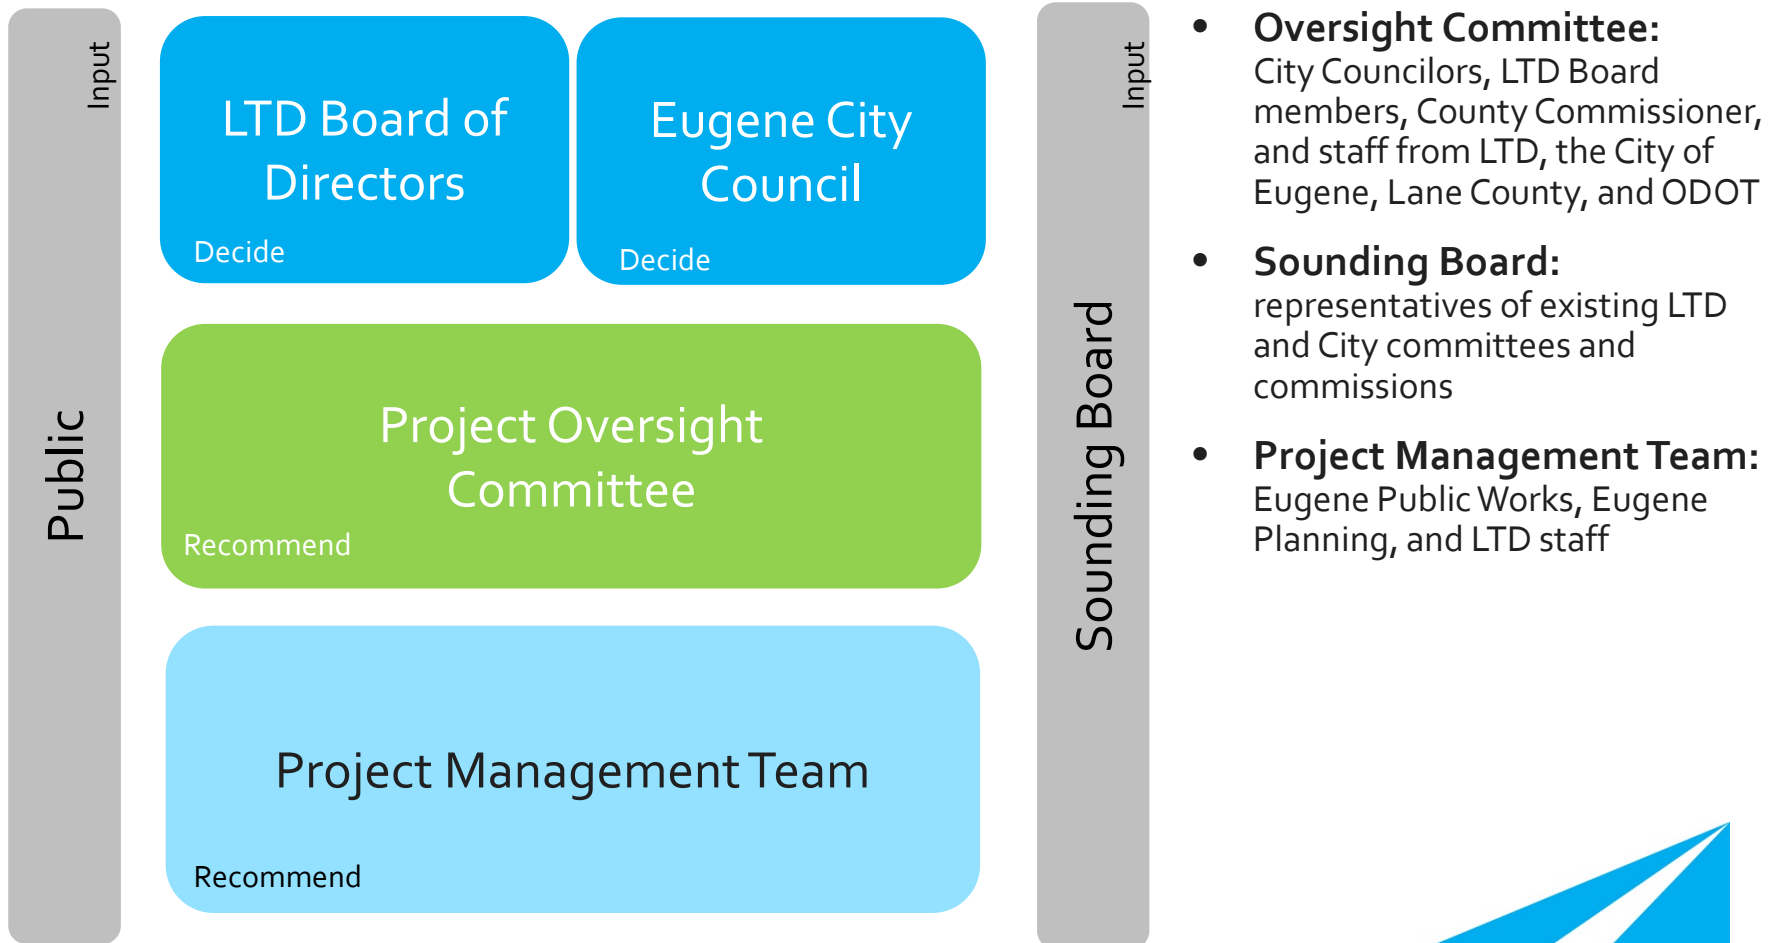 Input
Public
LTD Board of
Directors
Decide
Eugene City
Council
Decide
Project Oversight
Committee
Recommend
Project Management Team
Recommend
Input
Sounding Board
• Oversight Committee:
City Councilors, LTD Board
members, County Commissioner,
and staff from LTD, the City of
Eugene, Lane County, and ODOT
• Sounding Board:
representatives of existing LTD
and City committees and
commissions
• Project Management Team:
Eugene Public Works, Eugene
Planning, and LTD staff